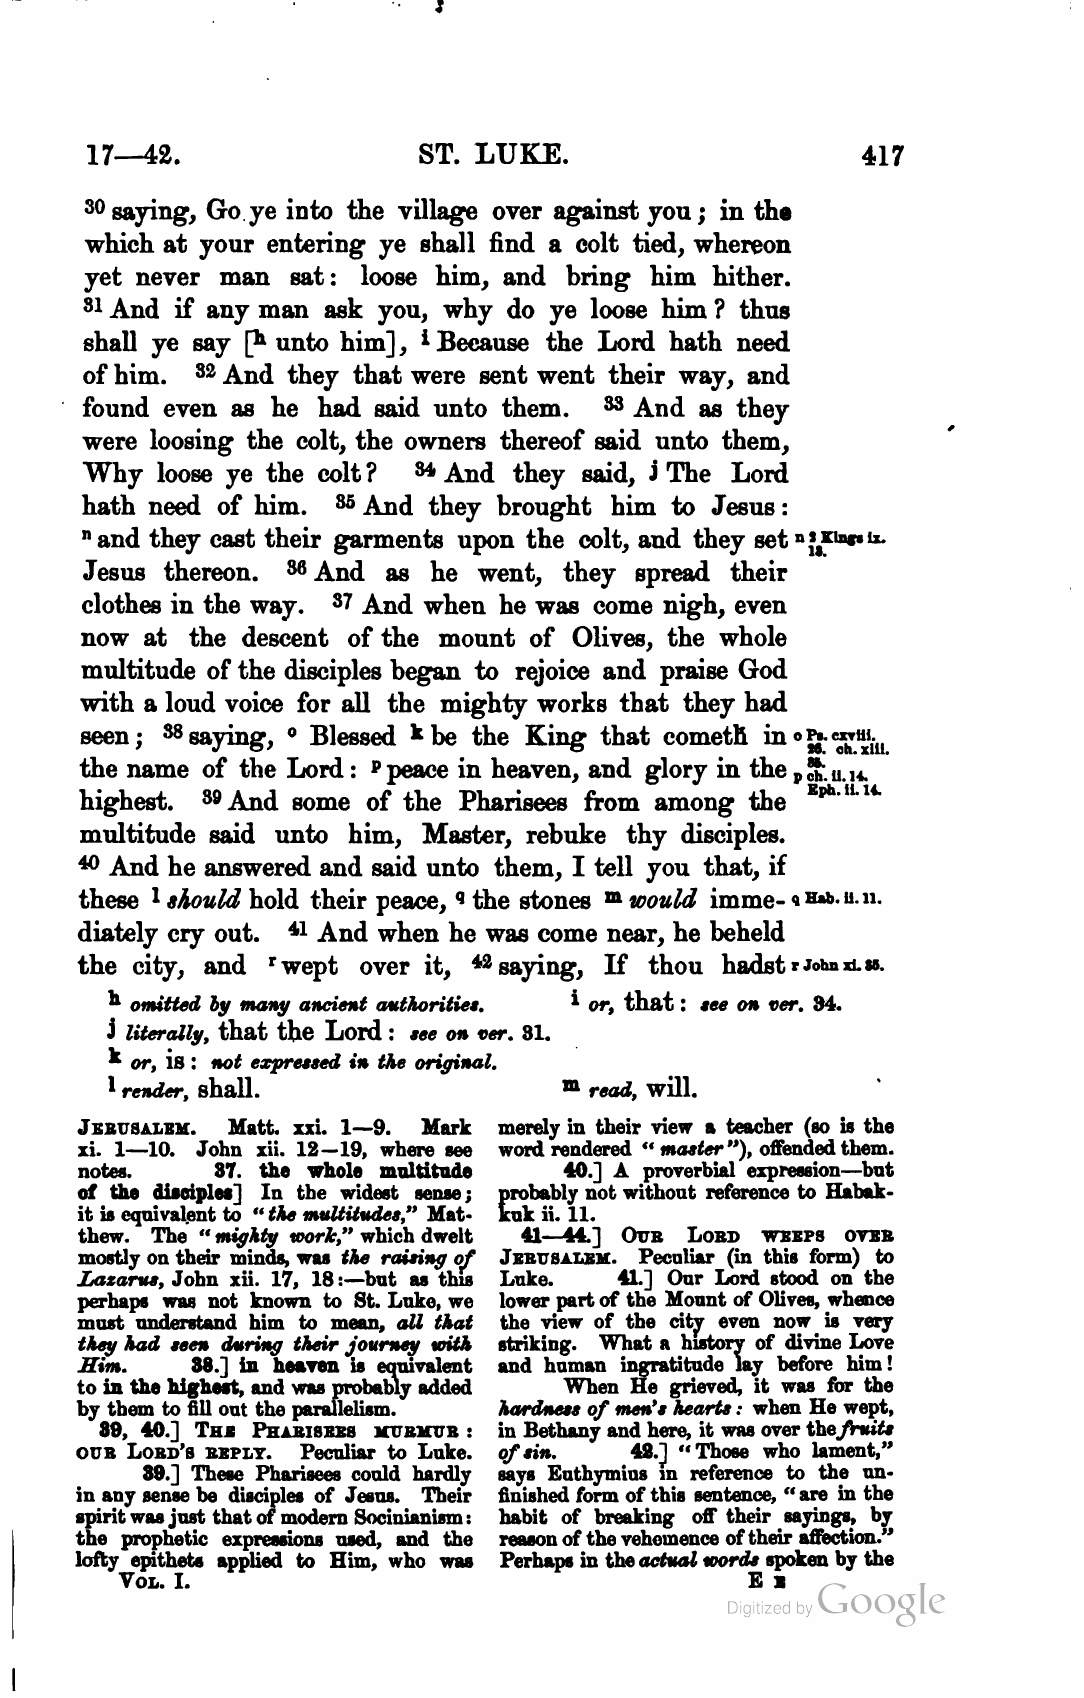 17—42. ST. LUKE. 417
30 saying, Go ye into the village over against you; in the
which at your entering ye shall find a colt tied, whereon
yet never man sat: loose him, and bring him hither.
31 And if any man ask you, why do ye loose him? thus
shall ye say [h unto him], i Because the Lord hath need
of him. 32 And they that were sent went their way, and
found even as he had said unto them. 33 And as they
were loosing the colt, the owners thereof said unto them,
Why loose ye the colt? 34 And they said, j The Lord
hath need of him. 35 And they brought him to Jesus:
n and they cast their garments upon the colt, and they set
n 2 Kings ix.
13.
Jesus thereon. 36 And as he went, they spread their
clothes in the way. 37 And when he was come nigh, even
now at the descent of the mount of Olives, the whole
multitude of the disciples began to rejoice and praise God
with a loud voice for all the mighty works that they had
seen; 38 saying, o Blessed k be the King that cometh in
o Ps. cxviii.
26. ch. xiii.
35.
the name of the Lord: p peace in heaven, and glory in the
p ch. ii. 14.
Eph. ii. 14.
highest. 39 And some of the Pharisees from among the
multitude said unto him, Master, rebuke thy disciples.
40 And he answered and said unto them, I tell you that, if
these l should hold their peace, q the stones m would imme-
q Hab. ii. 11.
diately cry out. 41 And when he was come near, he beheld
the city, and r wept over it, 42 saying, If thou hadst
r John xi. 35.
h omitted by many ancient authorities. i or, that: see on ver. 34.
j literally, that the Lord: see on ver. 31.
k or, is: not expressed in the original.
l render, shall. m read, will.
JERUSALEM. Matt. xxi. 1—9. Mark
xi. 1—10. John xii. 12–19, where see
notes. 37. the whole multitude
of the disciples] In the widest sense;
it is equivalent to "the multitudes," Mat-
thew. The "mighty work," which dwelt
mostly on their minds, was the raising of
Lazarus, John xii. 17, 18:—but as this
perhaps was not known to St. Luke, we
must understand him to mean, all that
they had seen during their journey with
Him. 38.] in heaven is equivalent
to in the highest, and was probably added
by them to fill out the parallelism.
39, 40.] THE PHARISEES MURMUR:
OUR LORD'S REPLY. Peculiar to Luke.
39.] These Pharisees could hardly
in any sense be disciples of Jesus. Their
spirit was just that of modern Socinianism:
the prophetic expressions used, and the
lofty epithets applied to Him, who was
merely in their view a teacher (so is the
word rendered "master"), offended them.
40.] A proverbial expression—but
probably not without reference to Habak-
kuk ii. 11.
41—44.] OUR LORD WEEPS OVER
JERUSALEM. Peculiar (in this form) to
Luke. 41.] Our Lord stood on the
lower part of the Mount of Olives, whence
the view of the city even now is very
striking. What a history of divine Love
and human ingratitude lay before him!
When He grieved, it was for the
hardness of men's hearts: when He wept,
in Bethany and here, it was over the fruits
of sin. 42.] "Those who lament,"
says Euthymius in reference to the un-
finished form of this sentence, "are in the
habit of breaking off their sayings, by
reason of the vehemence of their affection."
Perhaps in the actual words spoken by the
VOL. I. E E
Digitized by Google